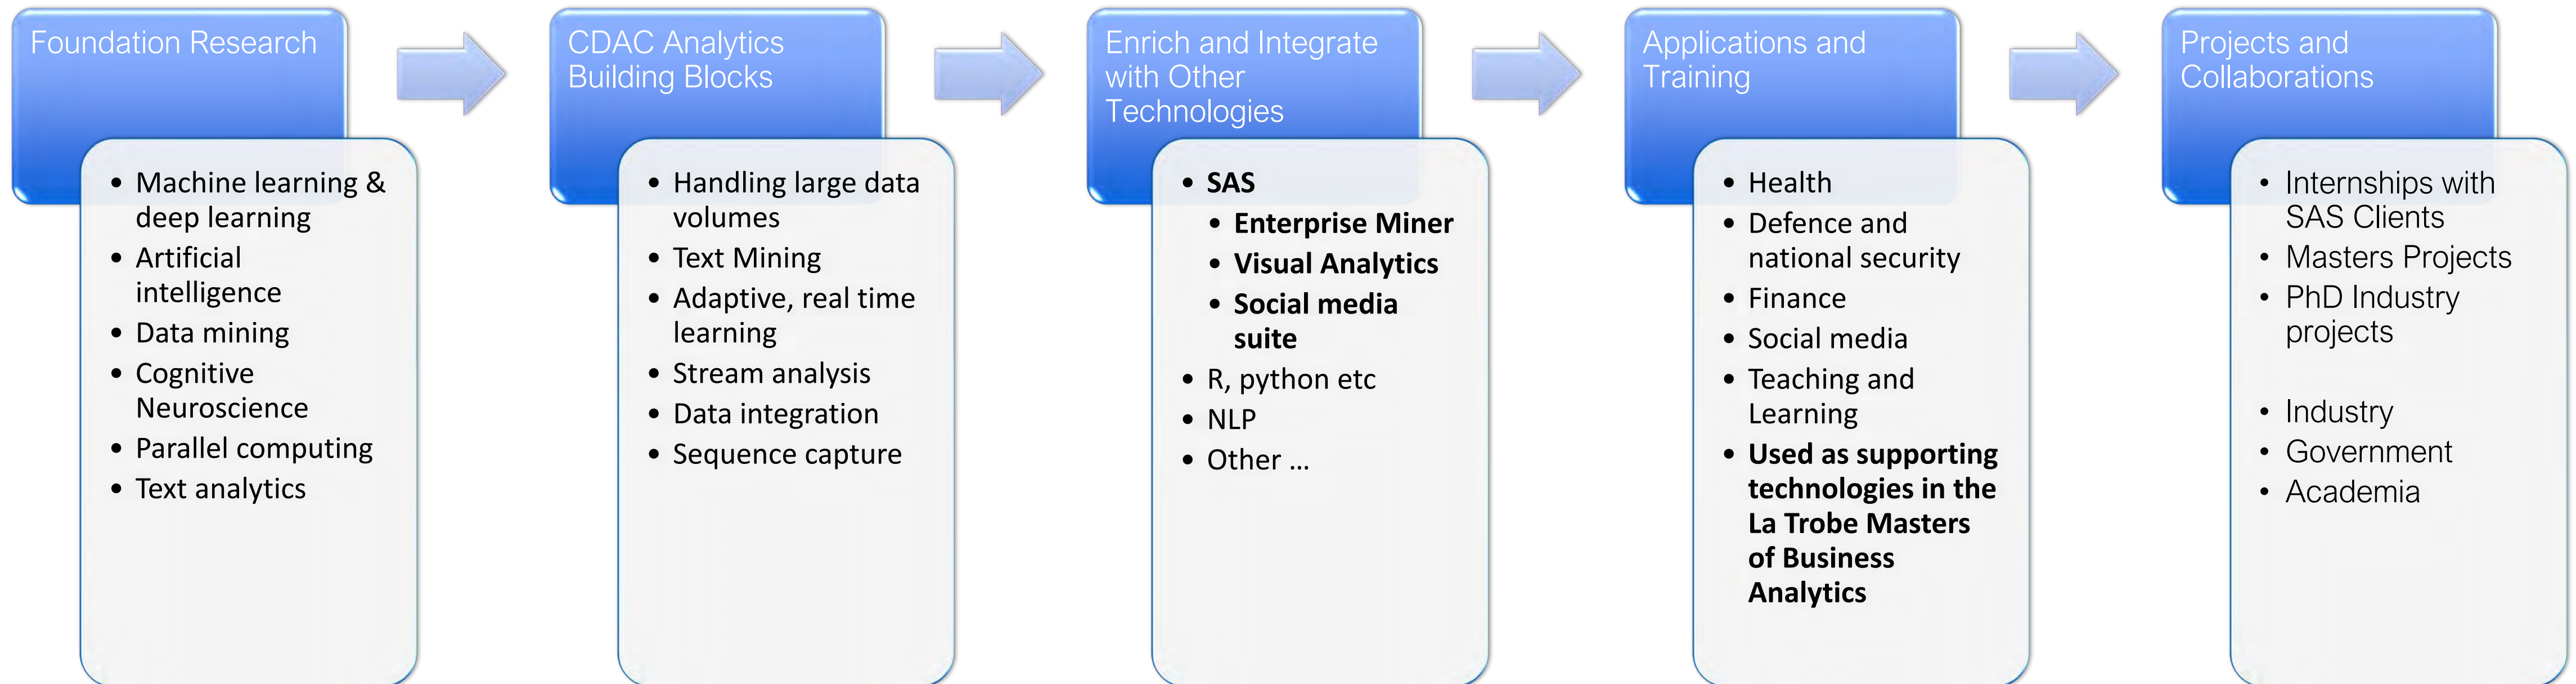 Foundation Research
• Machine learning &
deep learning
• Artificial
intelligence
• Data mining
• Cognitive
Neuroscience
• Parallel computing
• Text analytics
CDAC Analytics
Building Blocks
• Handling large data
volumes
• Text Mining
• Adaptive, real time
learning
• Stream analysis
• Data integration
• Sequence capture
Enrich and Integrate
with Other
Technologies
• SAS
• Enterprise Miner
• Visual Analytics
• Social media
suite
• R, python etc
• NLP
• Other ...
Applications and
Training
• Health
• Defence and
national security
• Finance
• Social media
• Teaching and
Learning
• Used as supporting
technologies in the
La Trobe Masters
of Business
Analytics
Projects and
Collaborations
• Internships with
SAS Clients
• Masters Projects
• PhD Industry
projects
• Industry
• Government
• Academia